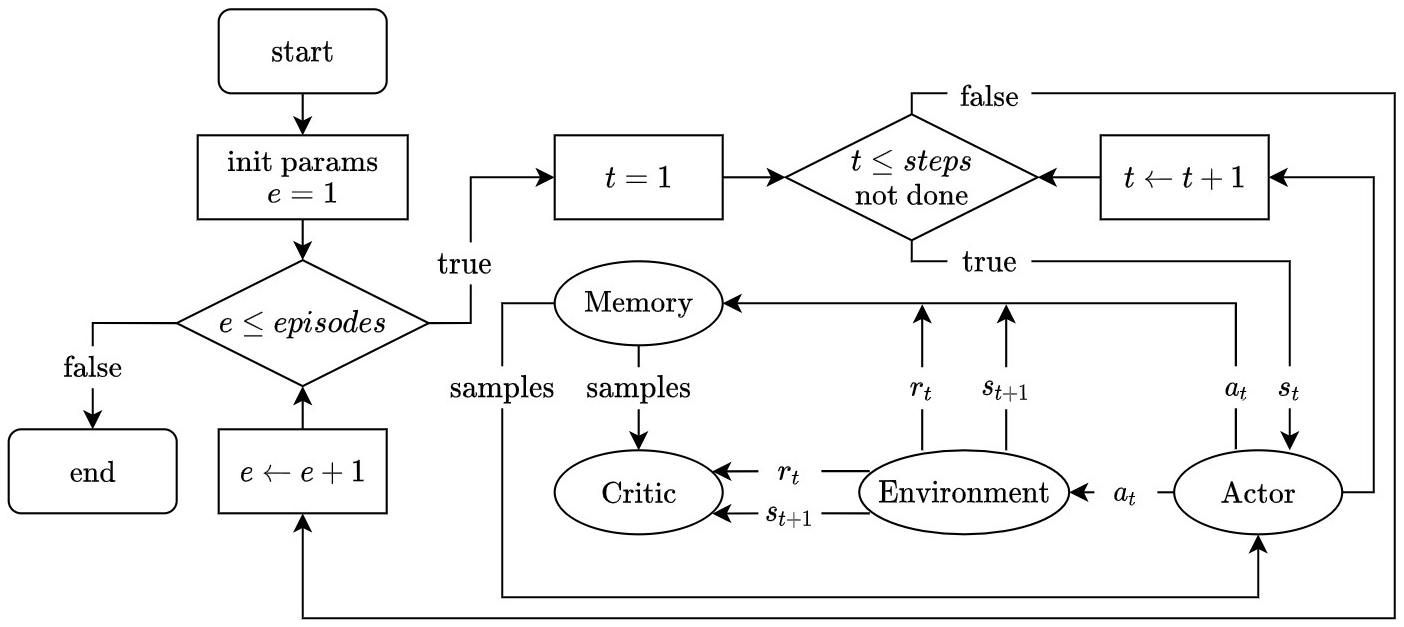 start
false
init params
e = 1
t = 1
t ≤ steps
not done
t ← t + 1
true
true
Memory
e ≤ episodes
false
samples
samples
r_t
s_{t+1}
a_t
s_t
end
e ← e + 1
r_t
Critic
Environment
a_t
Actor
s_{t+1}